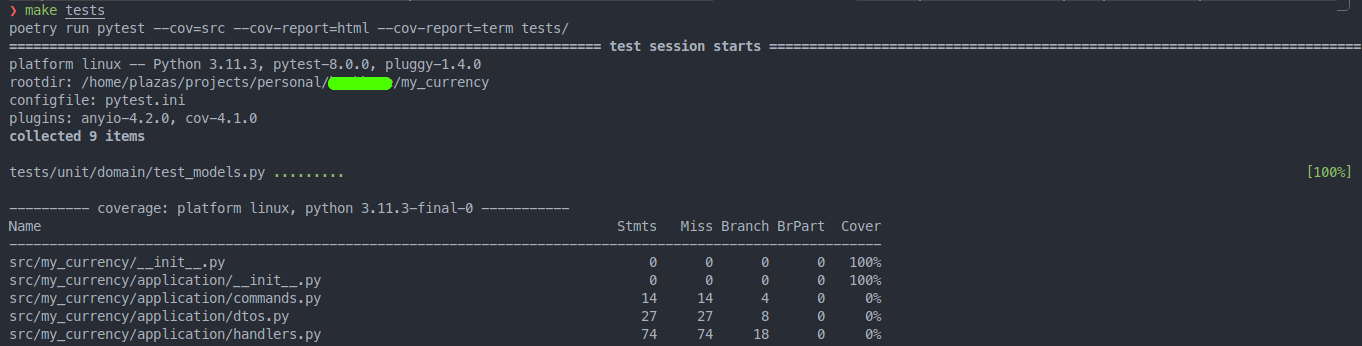 ❯ make tests
poetry run pytest --cov=src --cov-report=html --cov-report=term tests/
========================================================================== test session starts ==========================================================================
platform linux -- Python 3.11.3, pytest-8.0.0, pluggy-1.4.0
rootdir: /home/plazas/projects/personal/ /my_currency
configfile: pytest.ini
plugins: anyio-4.2.0, cov-4.1.0
collected 9 items
tests/unit/domain/test_models.py ......... [100%]
---------- coverage: platform linux, python 3.11.3-final-0 -----------
Name Stmts Miss Branch BrPart Cover
-------------------------------------------------------------------------------------------------------------
src/my_currency/__init__.py 0 0 0 0 100%
src/my_currency/application/__init__.py 0 0 0 0 100%
src/my_currency/application/commands.py 14 14 4 0 0%
src/my_currency/application/dtos.py 27 27 8 0 0%
src/my_currency/application/handlers.py 74 74 18 0 0%